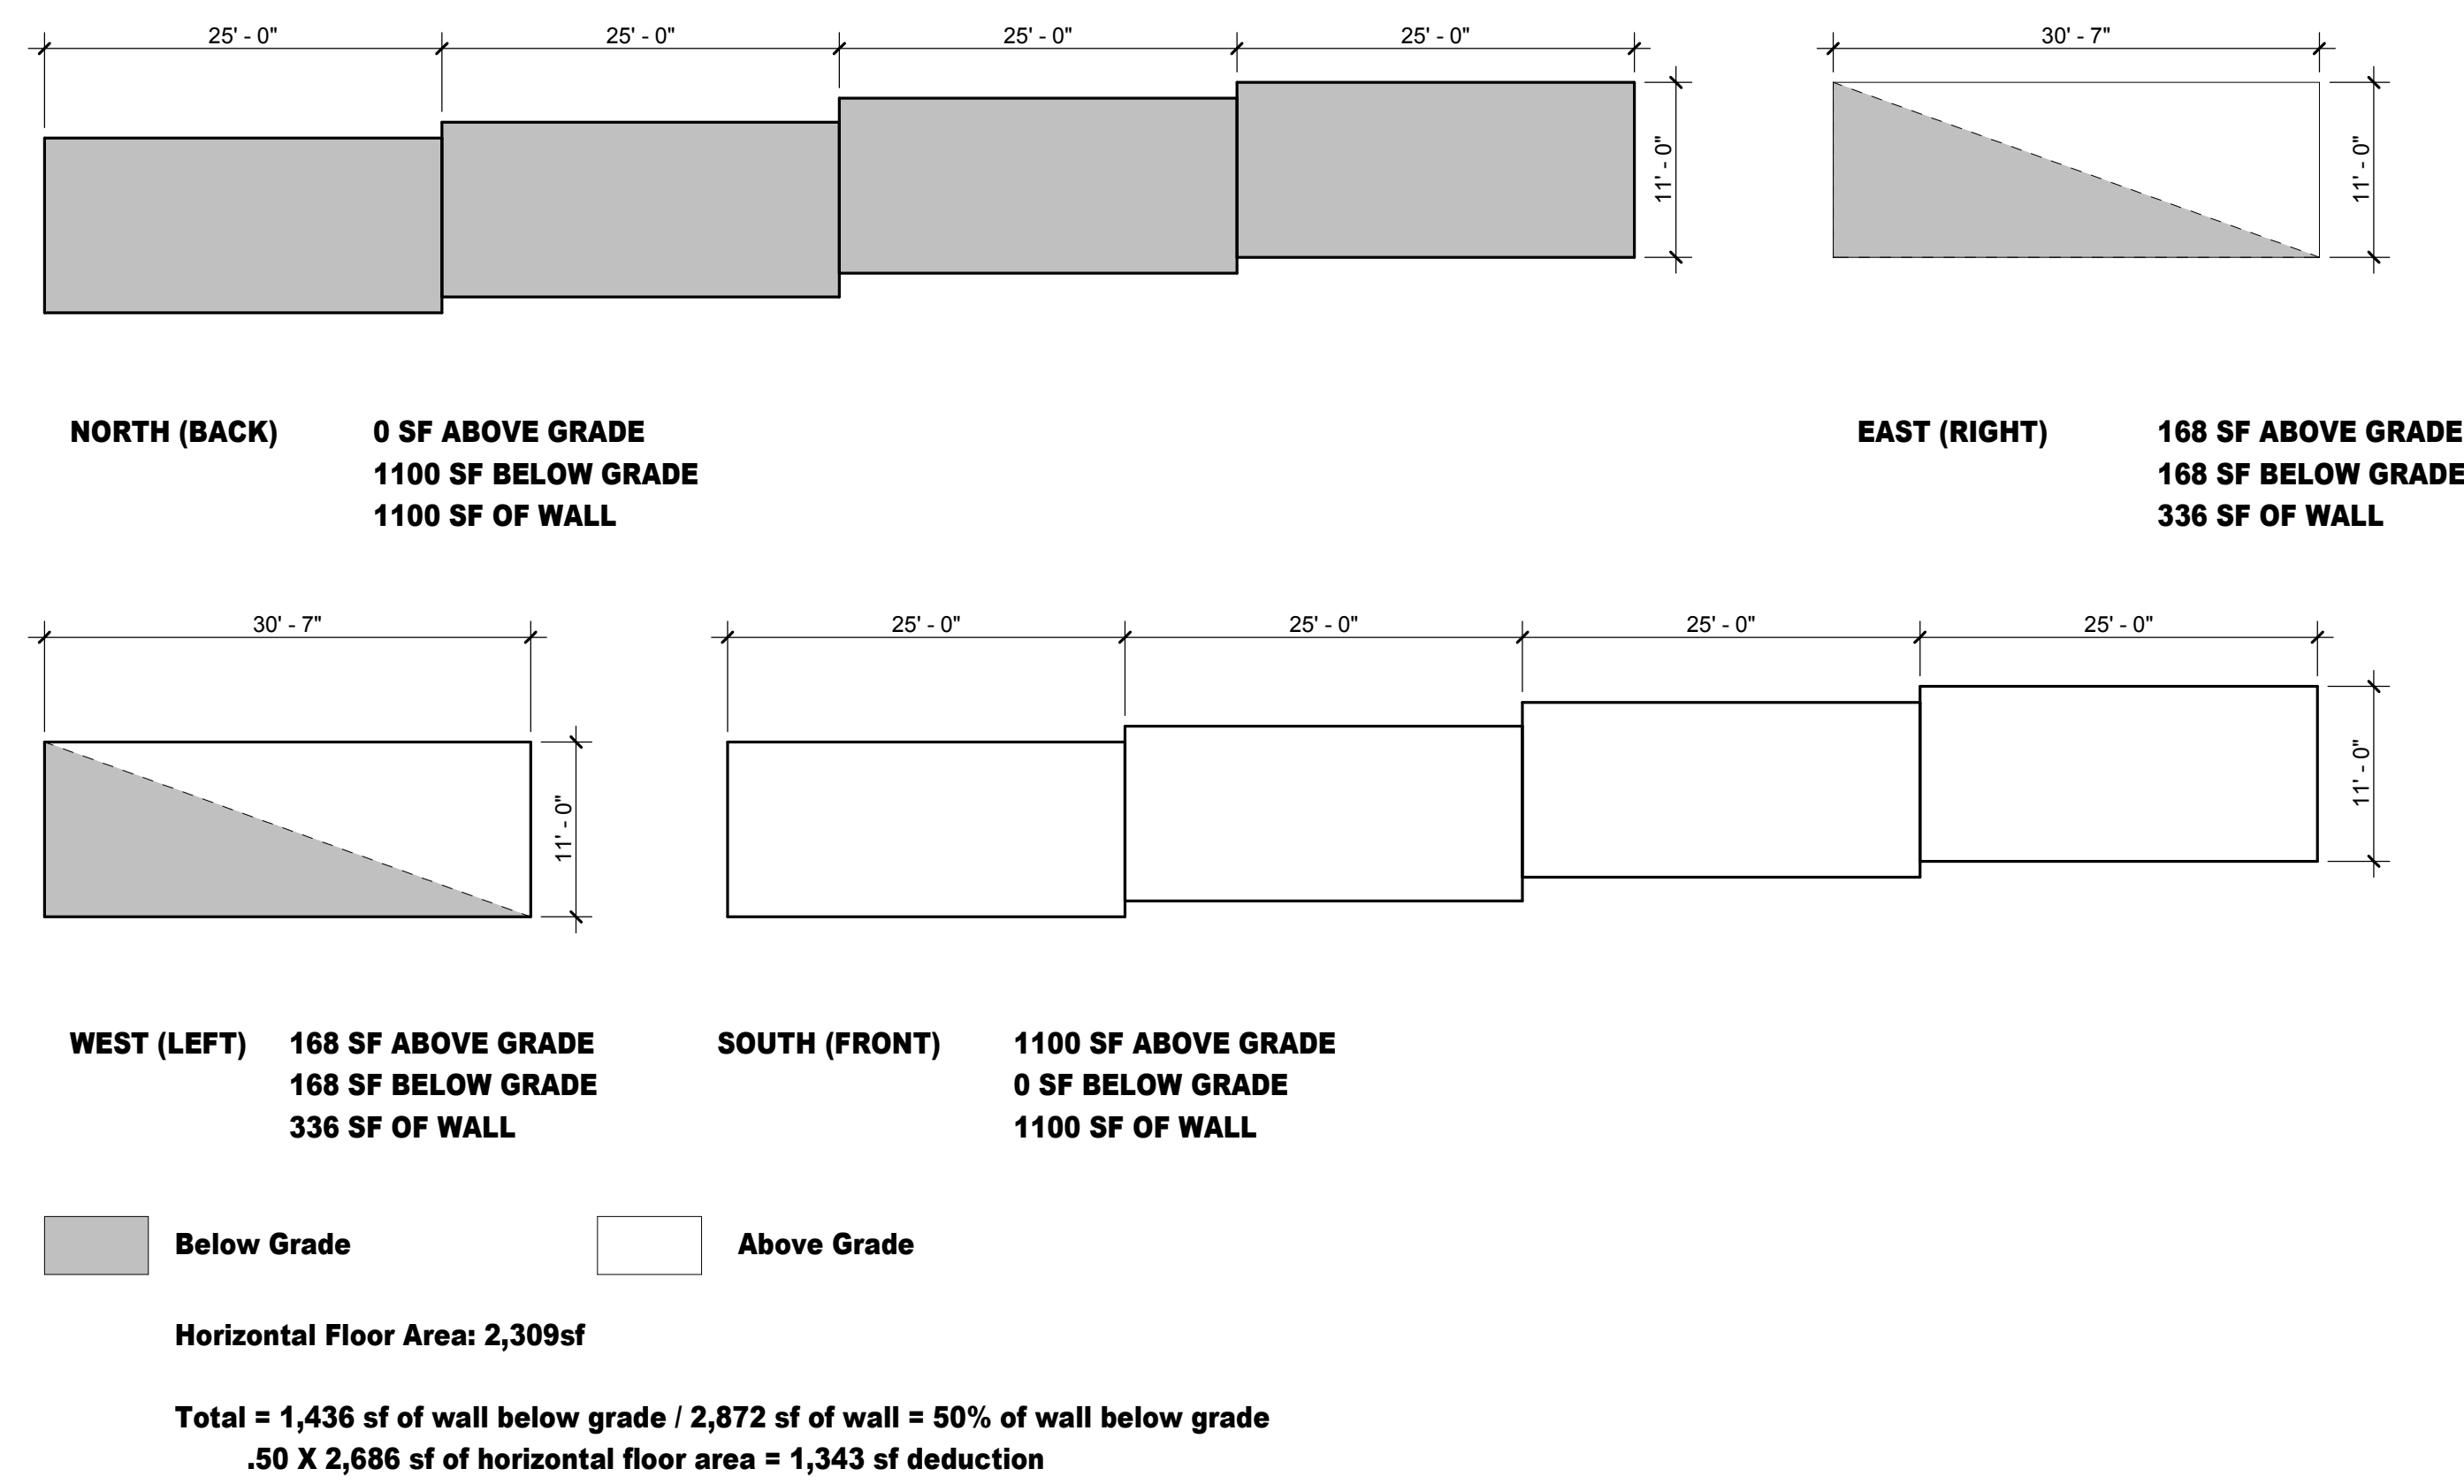 25' - 0" 25' - 0" 25' - 0" 25' - 0" 30' - 7"
11' - 0" 11' - 0"
NORTH (BACK) 0 SF ABOVE GRADE
1100 SF BELOW GRADE
1100 SF OF WALL
EAST (RIGHT) 168 SF ABOVE GRADE
168 SF BELOW GRADE
336 SF OF WALL
30' - 7" 25' - 0" 25' - 0" 25' - 0" 25' - 0"
11' - 0" 11' - 0"
WEST (LEFT) 168 SF ABOVE GRADE
168 SF BELOW GRADE
336 SF OF WALL
SOUTH (FRONT) 1100 SF ABOVE GRADE
0 SF BELOW GRADE
1100 SF OF WALL
Below Grade Above Grade
Horizontal Floor Area: 2,309sf
Total = 1,436 sf of wall below grade / 2,872 sf of wall = 50% of wall below grade
.50 X 2,686 sf of horizontal floor area = 1,343 sf deduction